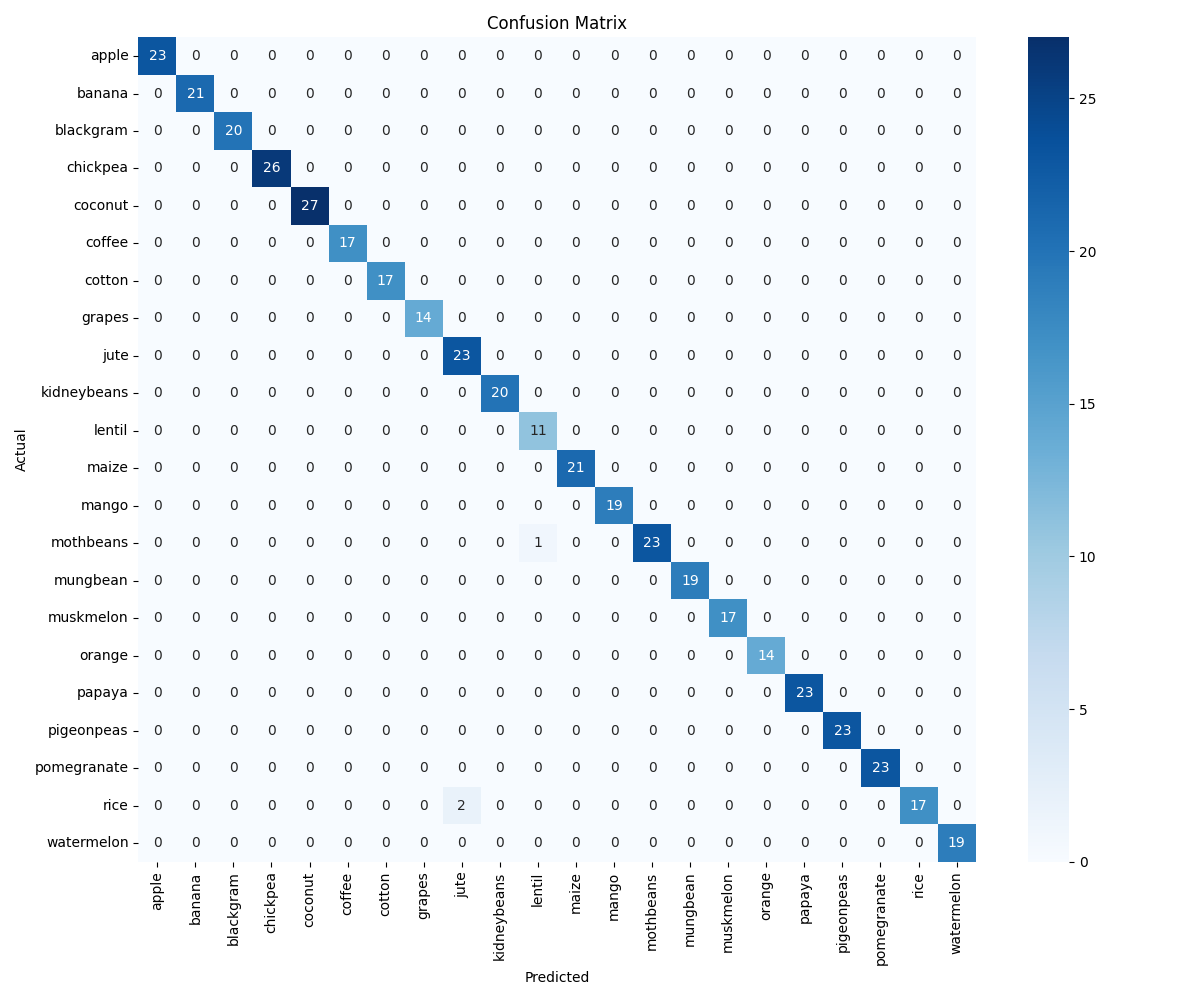 Confusion Matrix
apple 23 0 0 0 0 0 0 0 0 0 0 0 0 0 0 0 0 0 0 0 0 0
banana 0 21 0 0 0 0 0 0 0 0 0 0 0 0 0 0 0 0 0 0 0 0
blackgram 0 0 20 0 0 0 0 0 0 0 0 0 0 0 0 0 0 0 0 0 0 0
chickpea 0 0 0 26 0 0 0 0 0 0 0 0 0 0 0 0 0 0 0 0 0 0
coconut 0 0 0 0 27 0 0 0 0 0 0 0 0 0 0 0 0 0 0 0 0 0
coffee 0 0 0 0 0 17 0 0 0 0 0 0 0 0 0 0 0 0 0 0 0 0
cotton 0 0 0 0 0 0 17 0 0 0 0 0 0 0 0 0 0 0 0 0 0 0
grapes 0 0 0 0 0 0 0 14 0 0 0 0 0 0 0 0 0 0 0 0 0 0
jute 0 0 0 0 0 0 0 0 23 0 0 0 0 0 0 0 0 0 0 0 0 0
kidneybeans 0 0 0 0 0 0 0 0 0 20 0 0 0 0 0 0 0 0 0 0 0 0
lentil 0 0 0 0 0 0 0 0 0 0 11 0 0 0 0 0 0 0 0 0 0 0
maize 0 0 0 0 0 0 0 0 0 0 0 21 0 0 0 0 0 0 0 0 0 0
mango 0 0 0 0 0 0 0 0 0 0 0 0 19 0 0 0 0 0 0 0 0 0
mothbeans 0 0 0 0 0 0 0 0 0 0 1 0 0 23 0 0 0 0 0 0 0 0
mungbean 0 0 0 0 0 0 0 0 0 0 0 0 0 0 19 0 0 0 0 0 0 0
muskmelon 0 0 0 0 0 0 0 0 0 0 0 0 0 0 0 17 0 0 0 0 0 0
orange 0 0 0 0 0 0 0 0 0 0 0 0 0 0 0 0 14 0 0 0 0 0
papaya 0 0 0 0 0 0 0 0 0 0 0 0 0 0 0 0 0 23 0 0 0 0
pigeonpeas 0 0 0 0 0 0 0 0 0 0 0 0 0 0 0 0 0 0 23 0 0 0
pomegranate 0 0 0 0 0 0 0 0 0 0 0 0 0 0 0 0 0 0 0 23 0 0
rice 0 0 0 0 0 0 0 0 2 0 0 0 0 0 0 0 0 0 0 0 17 0
watermelon 0 0 0 0 0 0 0 0 0 0 0 0 0 0 0 0 0 0 0 0 0 19
apple banana blackgram chickpea coconut coffee cotton grapes jute kidneybeans lentil maize mango mothbeans mungbean muskmelon orange papaya pigeonpeas pomegranate rice watermelon
Predicted
Actual
25
20
15
10
5
0